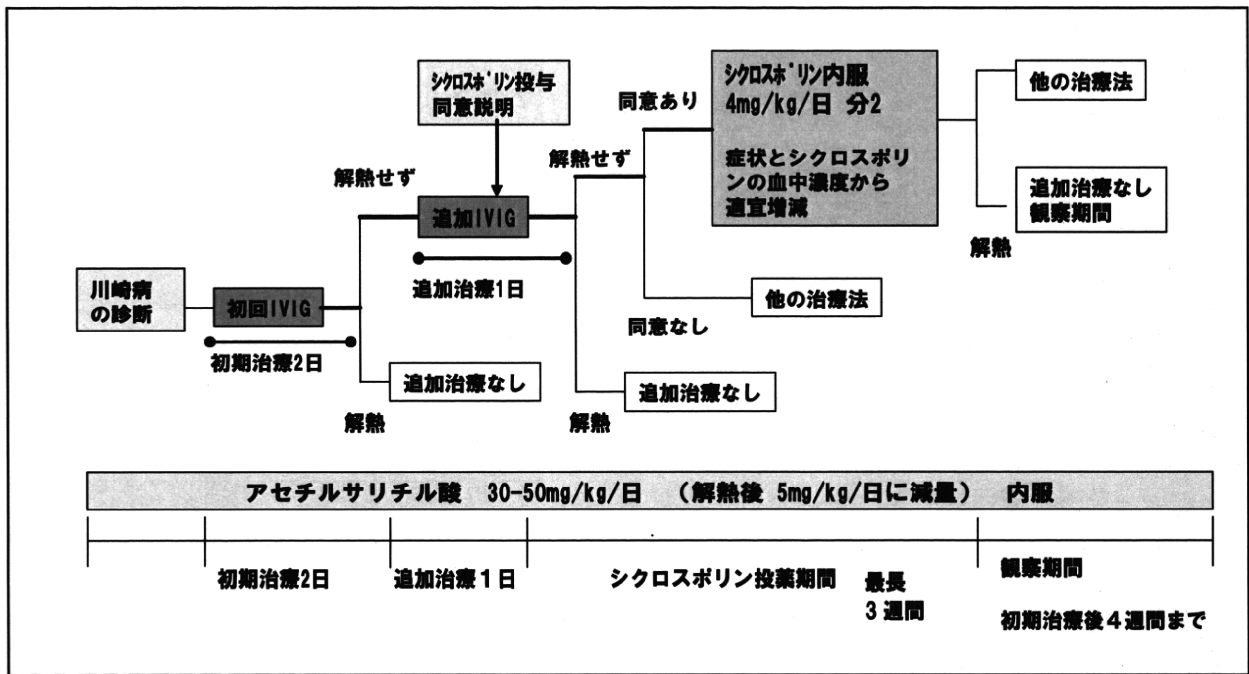 シクロスポリン投与
同意説明
同意あり
シクロスポリン内服
4mg/kg/日 分2
症状とシクロスポリ
ンの血中濃度から
適宜増減
他の治療法
解熱せず
解熱せず
追加IVIG
追加治療なし
観察期間
解熱
川崎病
の診断
初回IVIG
追加治療1日
他の治療法
同意なし
初期治療2日
追加治療なし
追加治療なし
解熱
解熱
アセチルサリチル酸 30-50mg/kg/日 (解熱後 5mg/kg/日に減量) 内服
初期治療2日
追加治療1日
シクロスポリン投薬期間
最長
3週間
観察期間
初期治療後4週間まで